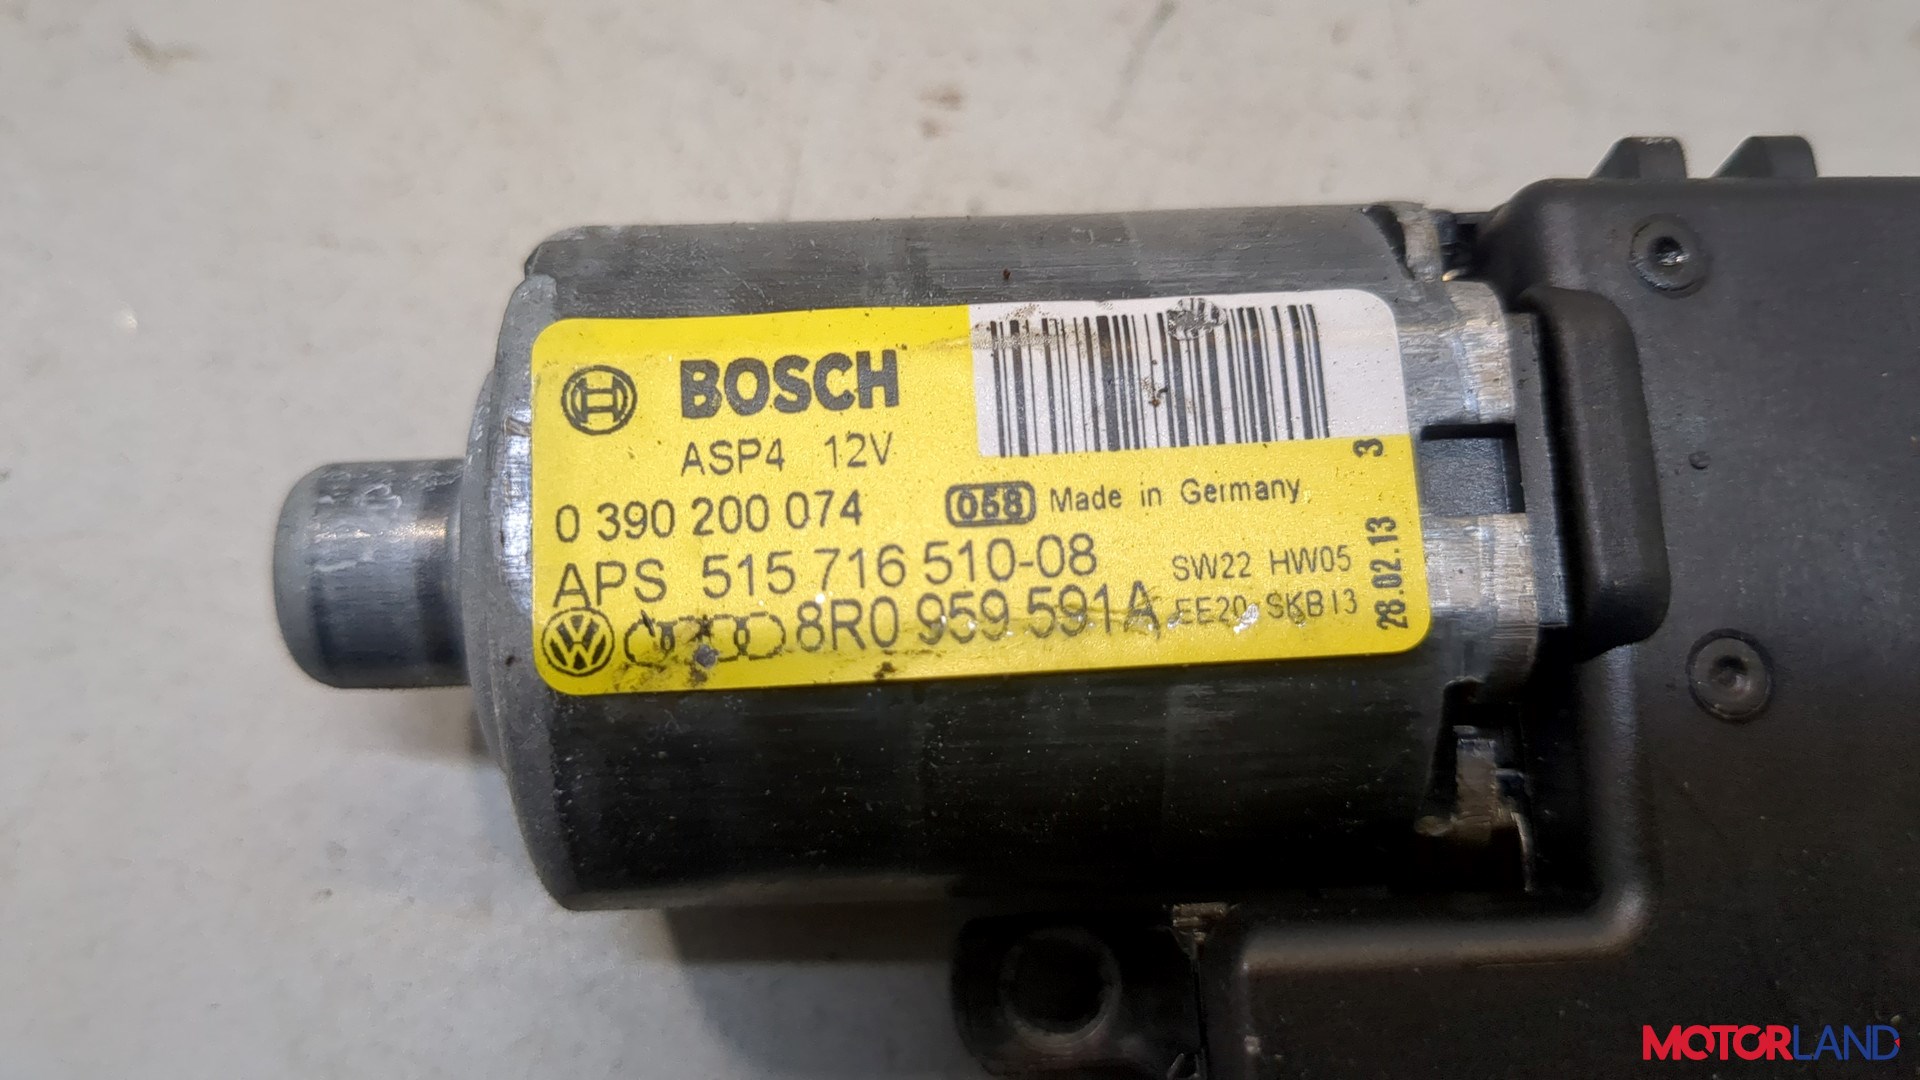 BOSCH
ASP4 12V
0 390 200 074 068 Made in Germany
APS 515 716 510-08 SW22 HW05
8R0 959 591A EE20 SKB13
28.02.13 3
MOTORLAND